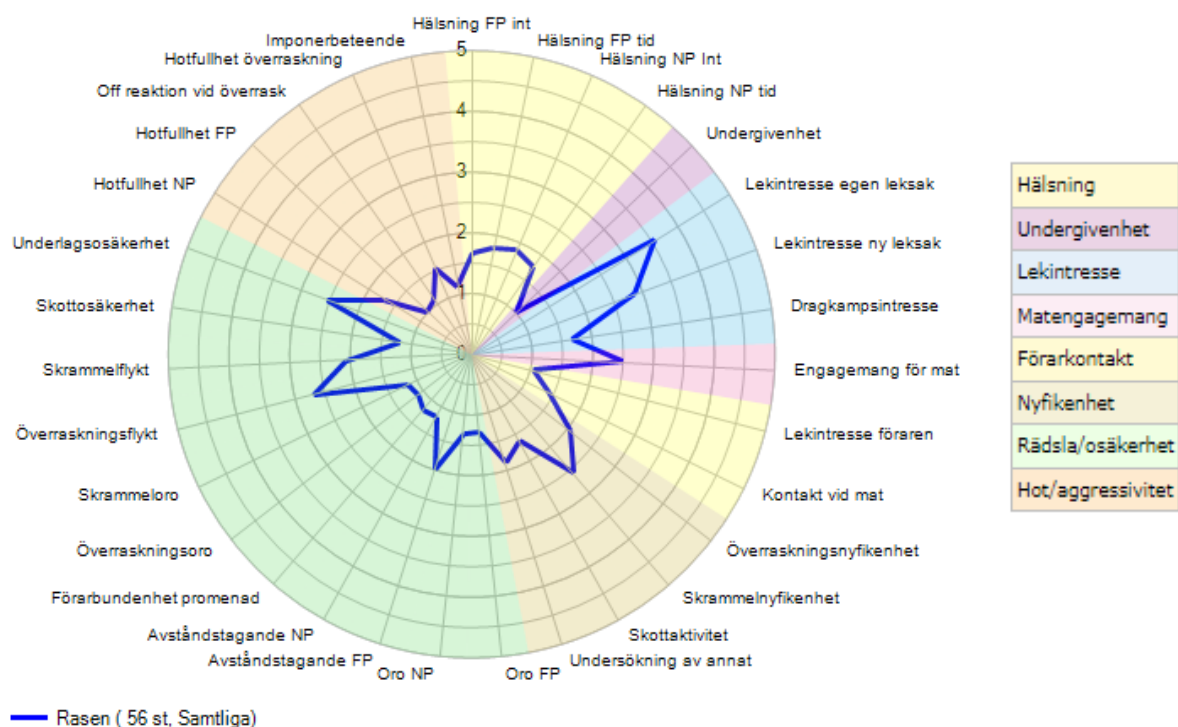 Hälsning FP int
Hälsning FP tid
Hälsning NP Int
Hälsning NP tid
Undergivenhet
Lekintresse egen leksak
Lekintresse ny leksak
Dragkampsintresse
Engagemang för mat
Lekintresse föraren
Kontakt vid mat
Överraskningsnyfikenhet
Skrammelnyfikenhet
Skottaktivitet
Undersökning av annat
Oro FP
Oro NP
Avståndstagande FP
Avståndstagande NP
Förarbundenhet promenad
Överraskningsoro
Skrammeloro
Överraskningsflykt
Skrammelflykt
Skottosäkerhet
Underlagsosäkerhet
Hotfullhet NP
Hotfullhet FP
Off reaktion vid överrask
Hotfullhet överraskning
Imponerbeteende
5
4
3
2
1
0
Hälsning
Undergivenhet
Lekintresse
Matengagemang
Förarkontakt
Nyfikenhet
Rädsla/osäkerhet
Hot/aggressivitet
Rasen ( 56 st, Samtliga)